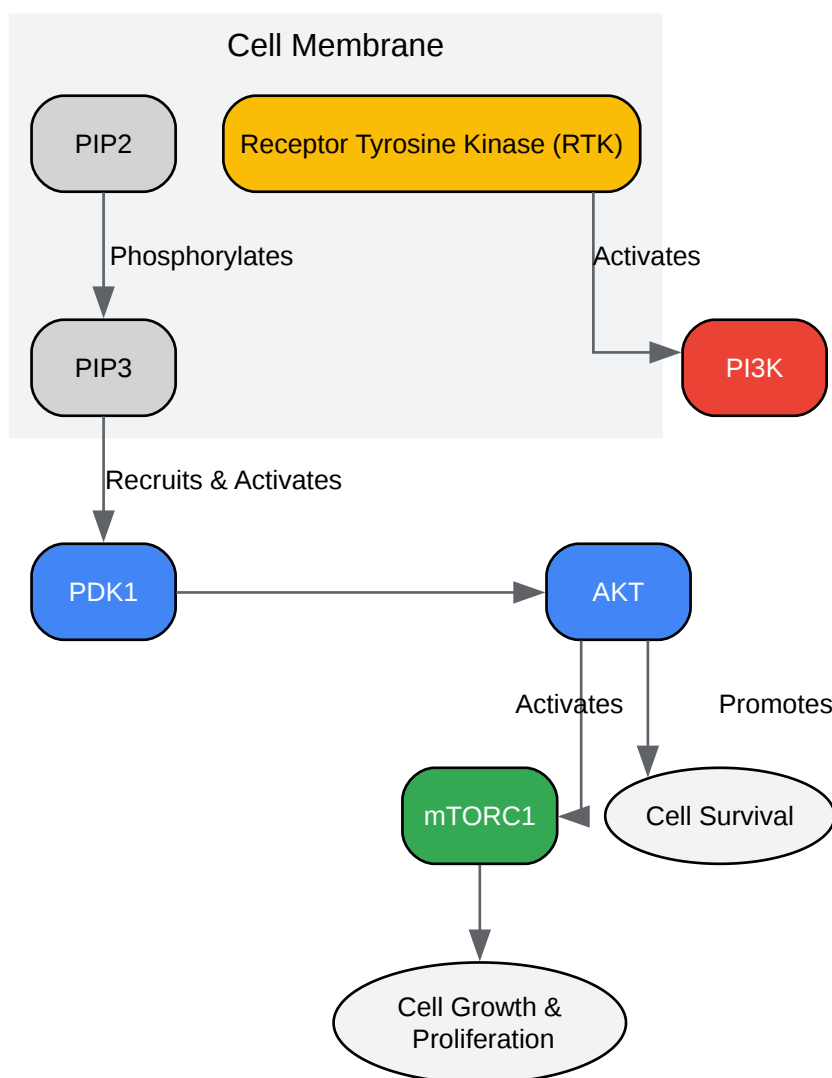 Cell Membrane
PIP2
Receptor Tyrosine Kinase (RTK)
Phosphorylates
Activates
PIP3
PI3K
Recruits & Activates
PDK1
AKT
Activates
Promotes
mTORC1
Cell Survival
Cell Growth &
Proliferation